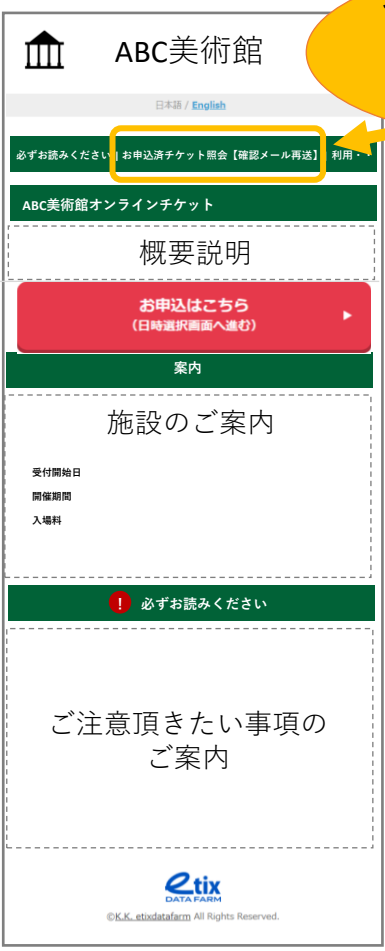 ABC美術館
日本語 / English
必ずお読みください | お申込済チケット照会【確認メール再送】 | 利用・
ABC美術館オンラインチケット
概要説明
お申込はこちら
(日時選択画面へ進む)
案内
施設のご案内
受付開始日
開催期間
入場料
! 必ずお読みください
ご注意頂きたい事項の
ご案内
etix
DATA FARM
©K.K. etixdatafarm All Rights Reserved.